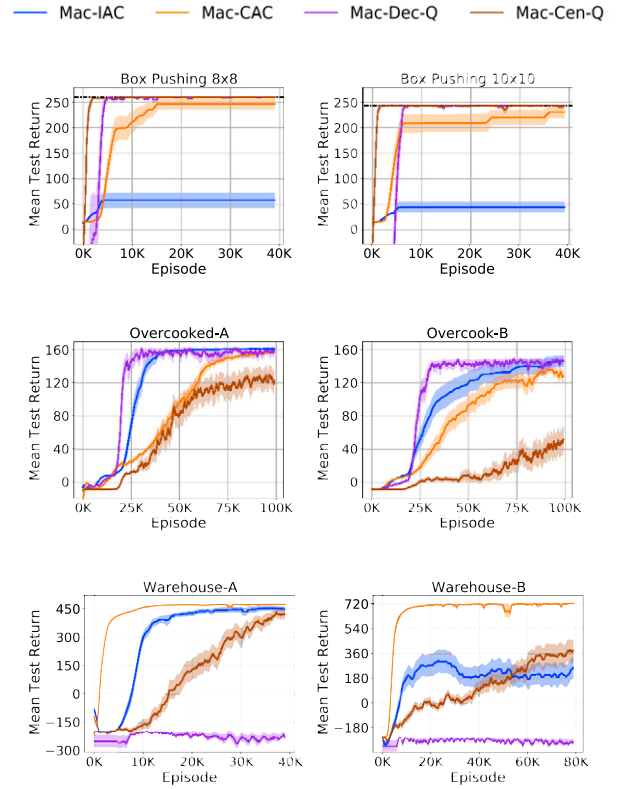 Mac-IAC Mac-CAC Mac-Dec-Q Mac-Cen-Q
Box Pushing 8x8
Mean Test Return
250
200
150
100
50
0
0K 10K 20K 30K 40K
Episode
Box Pushing 10x10
Mean Test Return
250
200
150
100
50
0
0K 10K 20K 30K 40K
Episode
Overcooked-A
Mean Test Return
160
120
80
40
0
0K 25K 50K 75K 100K
Episode
Overcook-B
Mean Test Return
160
120
80
40
0
0K 25K 50K 75K 100K
Episode
Warehouse-A
Mean Test Return
450
300
150
0
−150
−300
0K 10K 20K 30K 40K
Episode
Warehouse-B
Mean Test Return
720
540
360
180
0
−180
0K 20K 40K 60K 80K
Episode